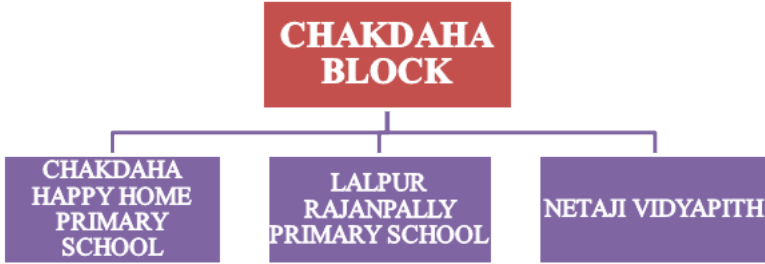 CHAKDAHA
BLOCK
CHAKDAHA
HAPPY HOME
PRIMARY
SCHOOL
LALPUR
RAJANPALLY
PRIMARY SCHOOL
NETAJI VIDYAPITH